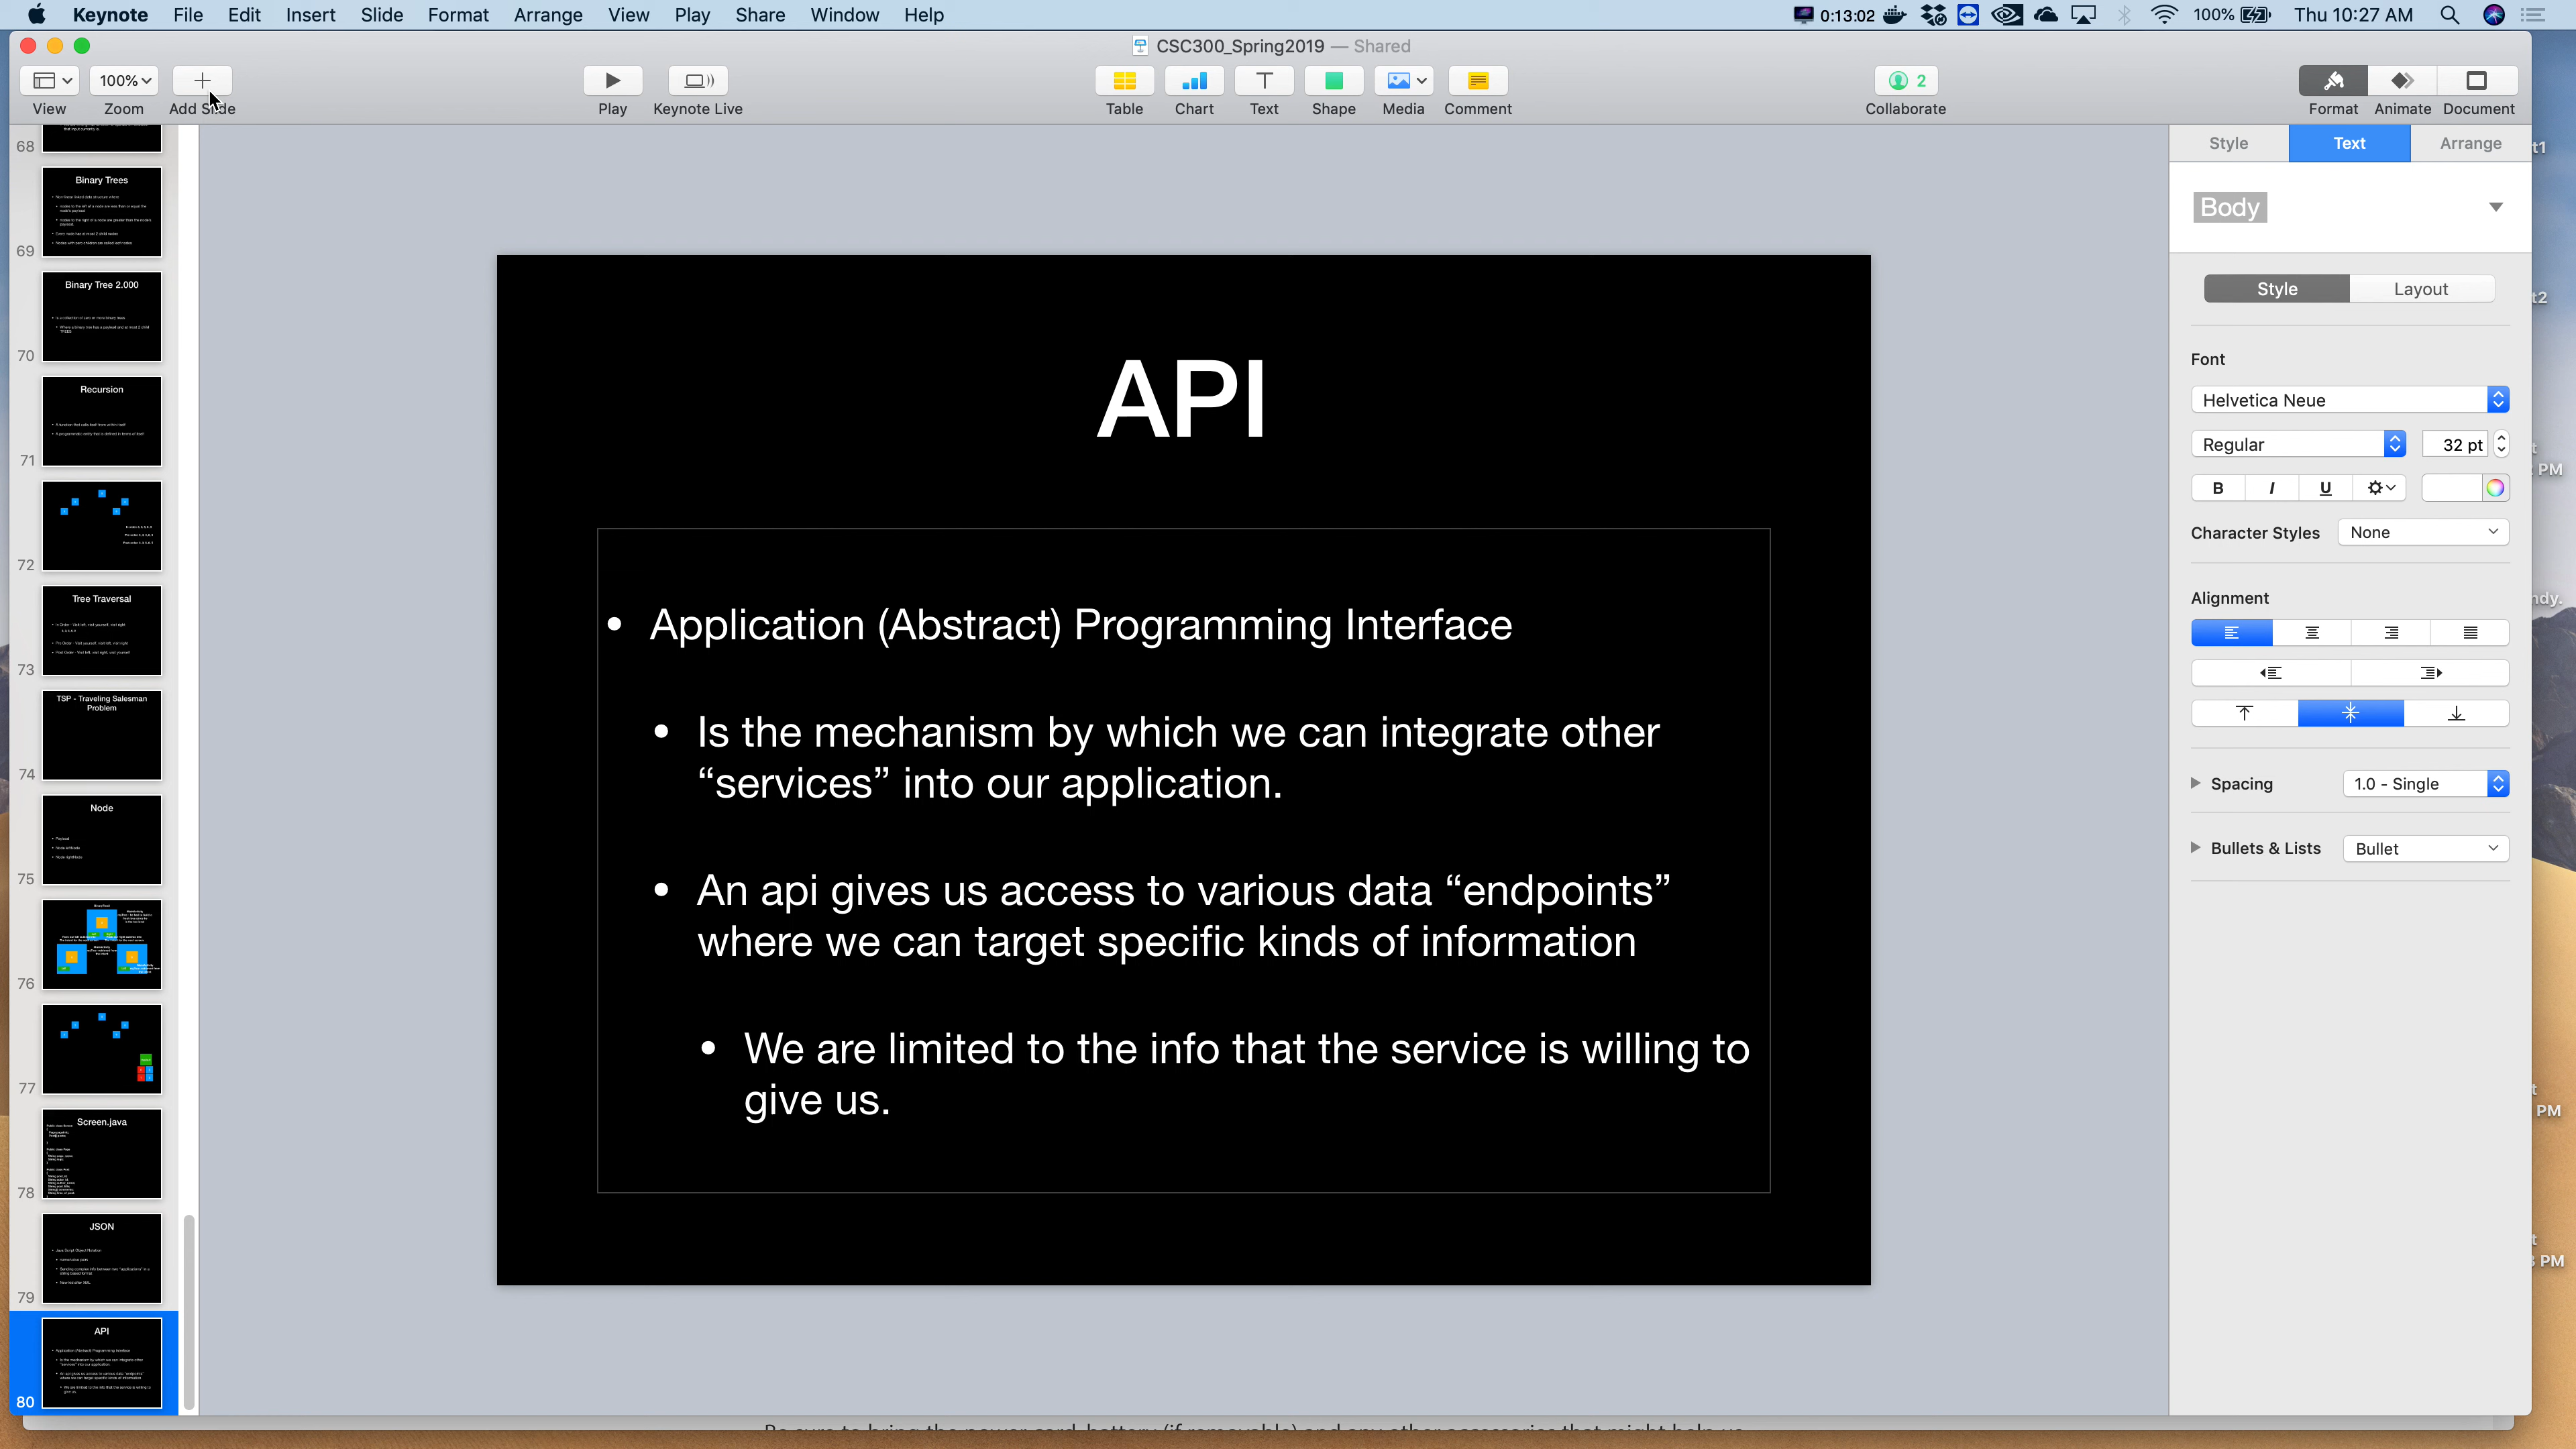 Keynote File Edit Insert Slide Format Arrange View Play Share Window Help
0:13:02 100% Thu 10:27 AM
CSC300_Spring2019 — Shared
100% 2
View Zoom Add Slide Play Keynote Live Table Chart Text Shape Media Comment Collaborate Format Animate Document
68
Binary Trees
69
Binary Tree 2.000
70
Recursion
71
72
Tree Traversal
73
TSP - Traveling Salesman
Problem
74
Node
75
76
77
Screen.java
78
JSON
79
API
80
API
• Application (Abstract) Programming Interface
• Is the mechanism by which we can integrate other
“services” into our application.
• An api gives us access to various data “endpoints”
where we can target specific kinds of information
• We are limited to the info that the service is willing to
give us.
Style Text Arrange
Body
Style Layout
Font
Helvetica Neue
Regular 32 pt
B I U
Character Styles None
Alignment
Spacing 1.0 - Single
Bullets & Lists Bullet
t1
t2
PM
ndy.
PM
PM